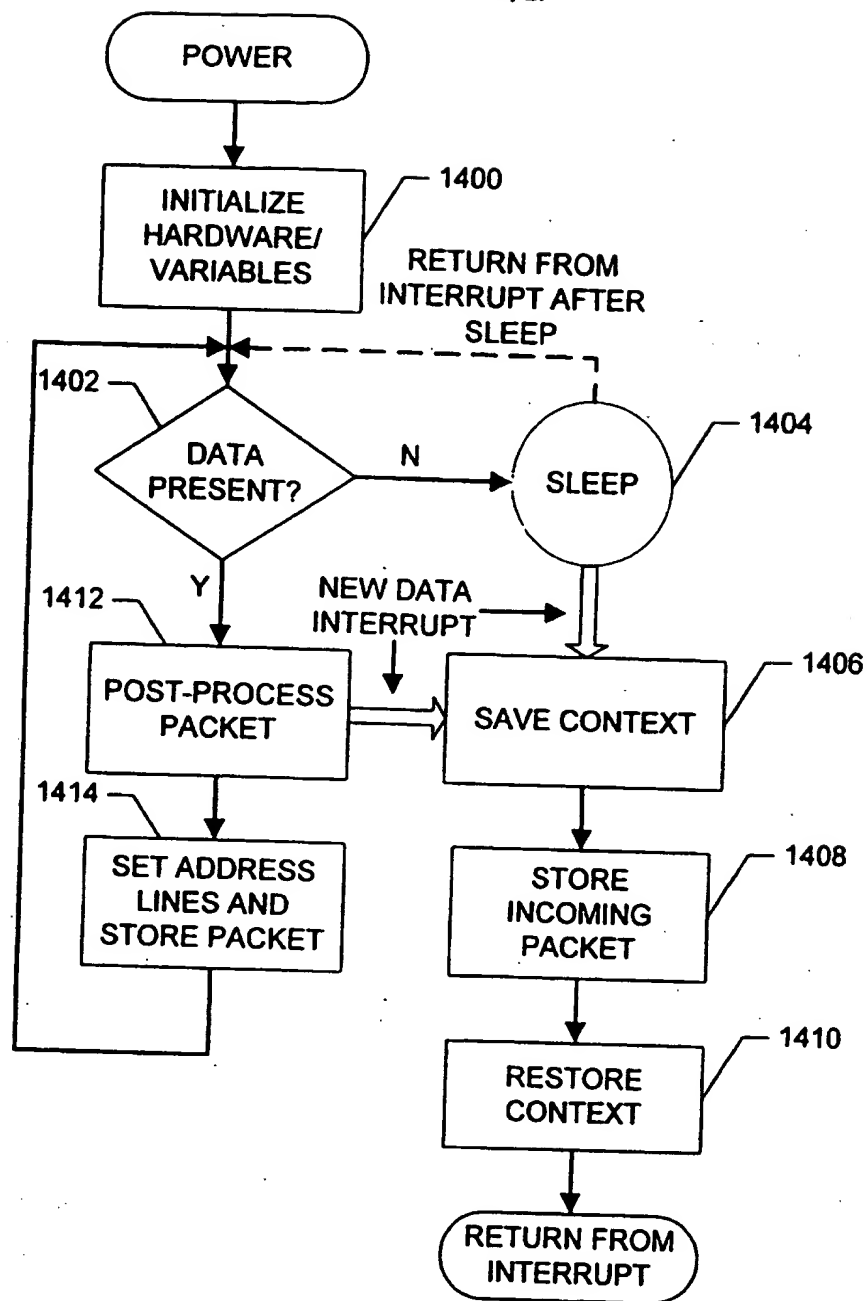 POWER
1400
INITIALIZE
HARDWARE/
VARIABLES
RETURN FROM
INTERRUPT AFTER
SLEEP
1402
DATA
PRESENT?
N
SLEEP
1404
Y
NEW DATA
INTERRUPT
1412
POST-PROCESS
PACKET
1406
SAVE CONTEXT
1414
SET ADDRESS
LINES AND
STORE PACKET
1408
STORE
INCOMING
PACKET
1410
RESTORE
CONTEXT
RETURN FROM
INTERRUPT